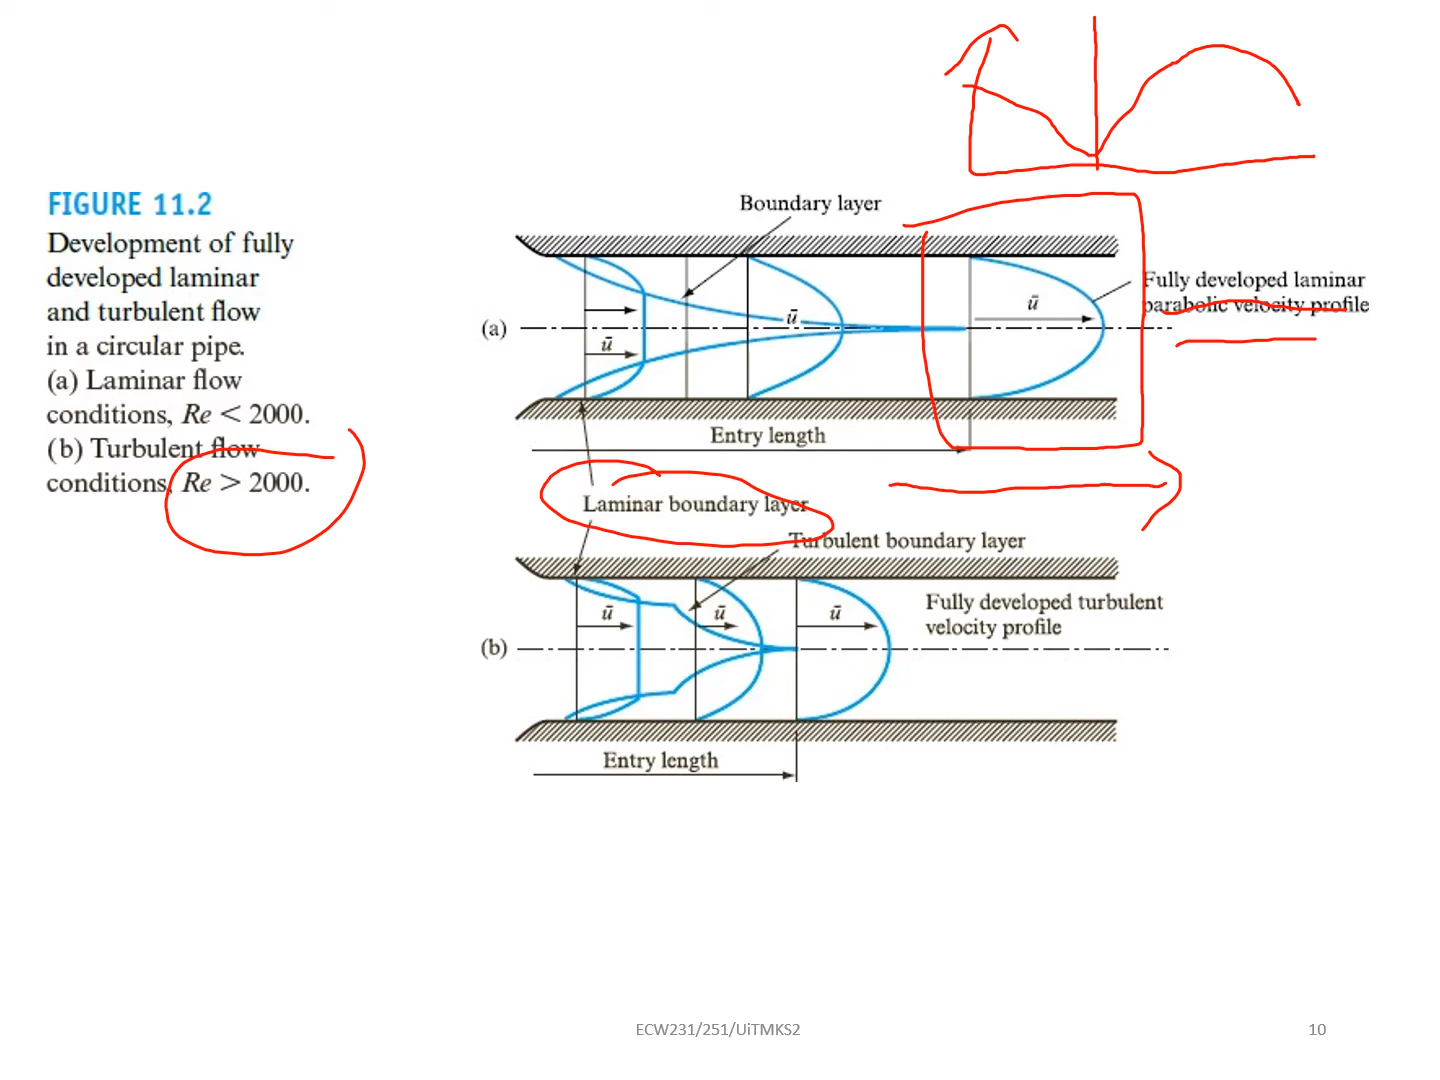 FIGURE 11.2
Development of fully
developed laminar
and turbulent flow
in a circular pipe.
(a) Laminar flow
conditions, Re < 2000.
(b) Turbulent flow
conditions, Re > 2000.
Boundary layer
Fully developed laminar
parabolic velocity profile
(a)
ū
ū
ū
Entry length
Laminar boundary layer
Turbulent boundary layer
Fully developed turbulent
velocity profile
(b)
ū
ū
ū
Entry length
ECW231/251/UiTMKS2
10